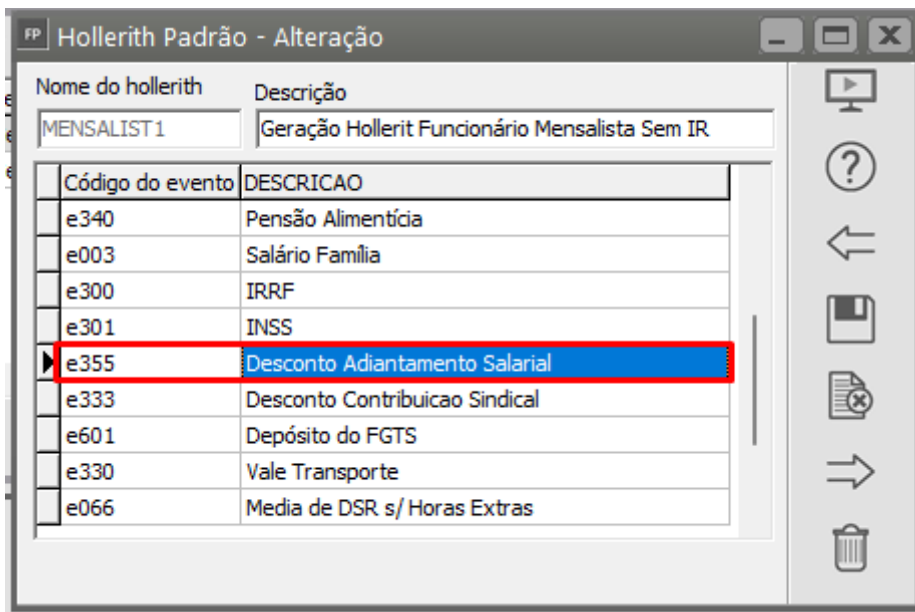 FP Hollerith Padrão - Alteração
Nome do hollerith Descrição
MENSALIST1 Geração Hollerit Funcionário Mensalista Sem IR
Código do evento DESCRICAO
e340 Pensão Alimentícia
e003 Salário Família
e300 IRRF
e301 INSS
e355 Desconto Adiantamento Salarial
e333 Desconto Contribuicao Sindical
e601 Depósito do FGTS
e330 Vale Transporte
e066 Media de DSR s/ Horas Extras